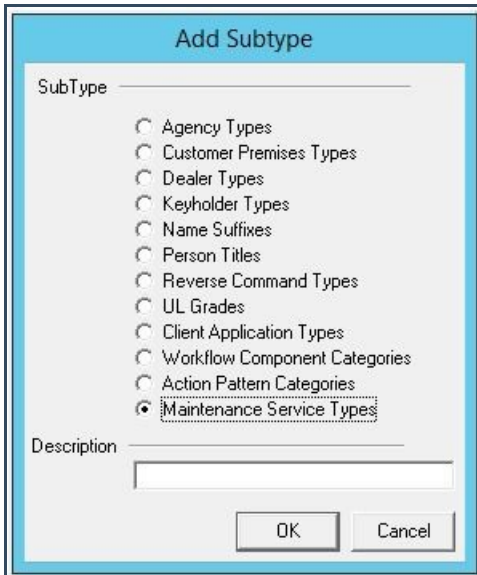 Add Subtype
SubType
Agency Types
Customer Premises Types
Dealer Types
Keyholder Types
Name Suffixes
Person Titles
Reverse Command Types
UL Grades
Client Application Types
Workflow Component Categories
Action Pattern Categories
Maintenance Service Types
Description
OK Cancel